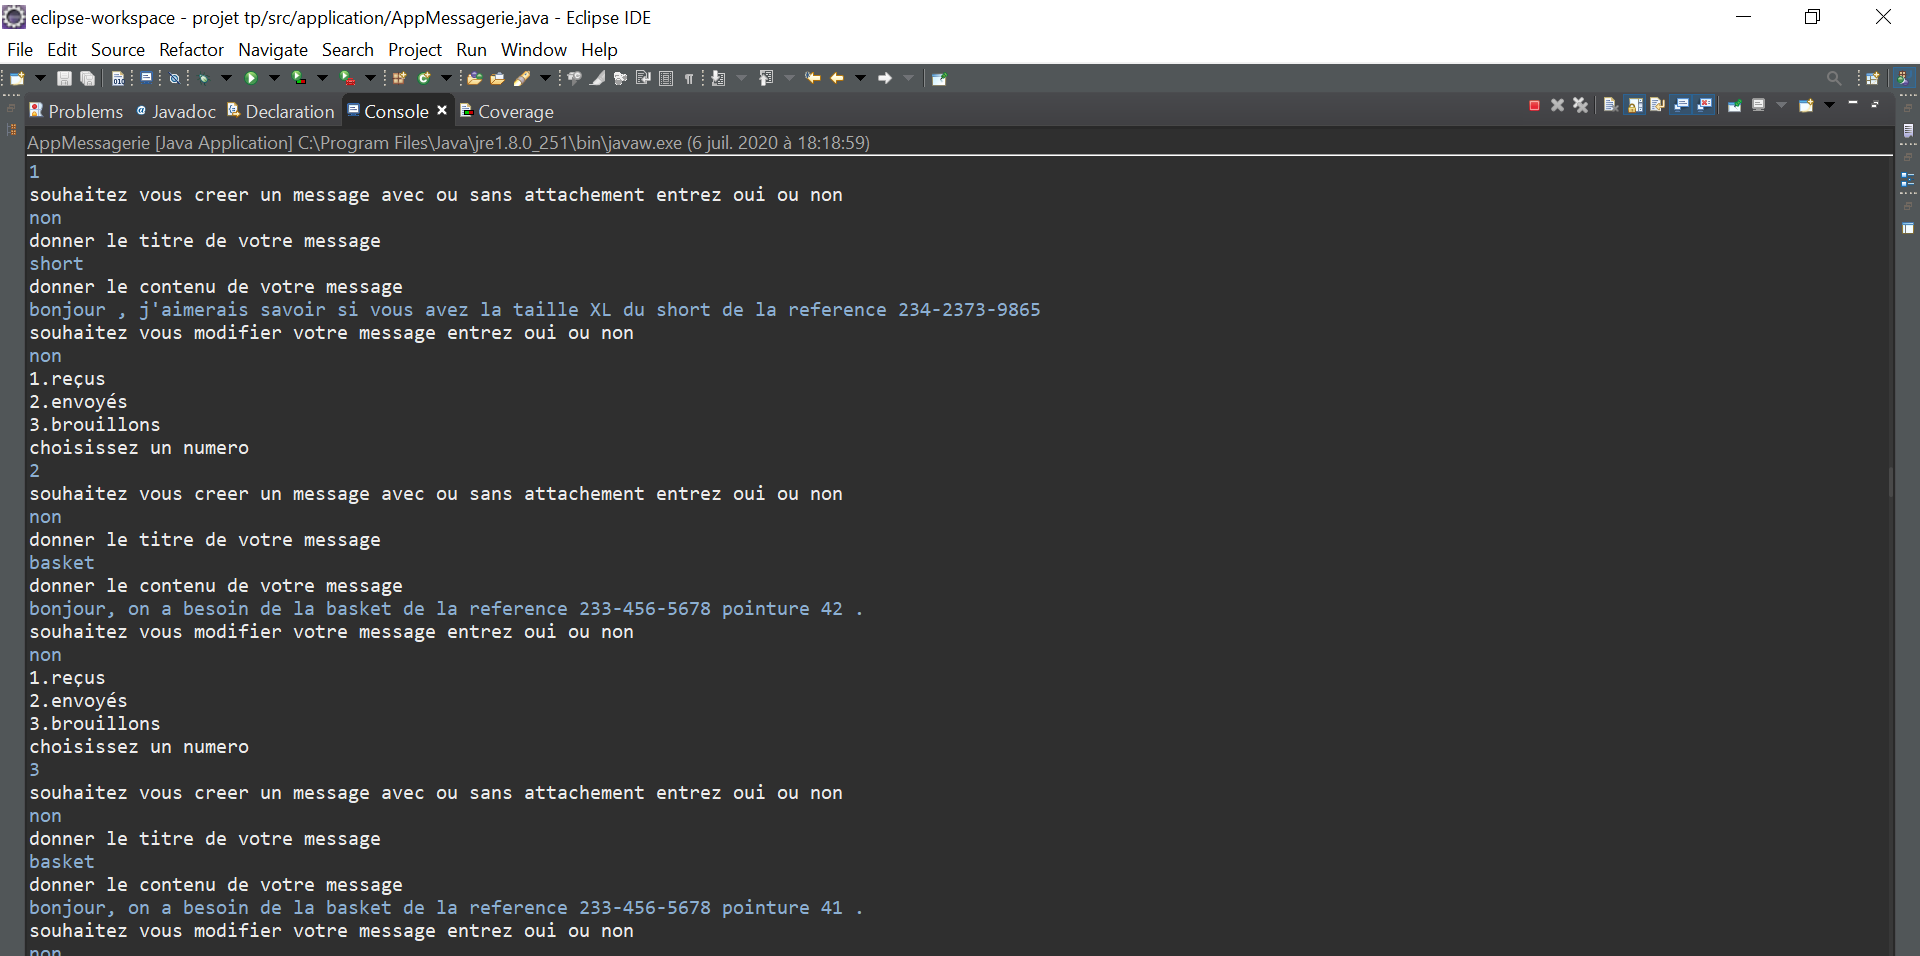 eclipse-workspace - projet tp/src/application/AppMessagerie.java - Eclipse IDE
File Edit Source Refactor Navigate Search Project Run Window Help
Problems Javadoc Declaration Console Coverage
AppMessagerie [Java Application] C:\Program Files\Java\jre1.8.0_251\bin\javaw.exe (6 juil. 2020 à 18:18:59)
1
souhaitez vous creer un message avec ou sans attachement entrez oui ou non
non
donner le titre de votre message
short
donner le contenu de votre message
bonjour , j'aimerais savoir si vous avez la taille XL du short de la reference 234-2373-9865
souhaitez vous modifier votre message entrez oui ou non
non
1.reçus
2.envoyés
3.brouillons
choisissez un numero
2
souhaitez vous creer un message avec ou sans attachement entrez oui ou non
non
donner le titre de votre message
basket
donner le contenu de votre message
bonjour, on a besoin de la basket de la reference 233-456-5678 pointure 42 .
souhaitez vous modifier votre message entrez oui ou non
non
1.reçus
2.envoyés
3.brouillons
choisissez un numero
3
souhaitez vous creer un message avec ou sans attachement entrez oui ou non
non
donner le titre de votre message
basket
donner le contenu de votre message
bonjour, on a besoin de la basket de la reference 233-456-5678 pointure 41 .
souhaitez vous modifier votre message entrez oui ou non
non